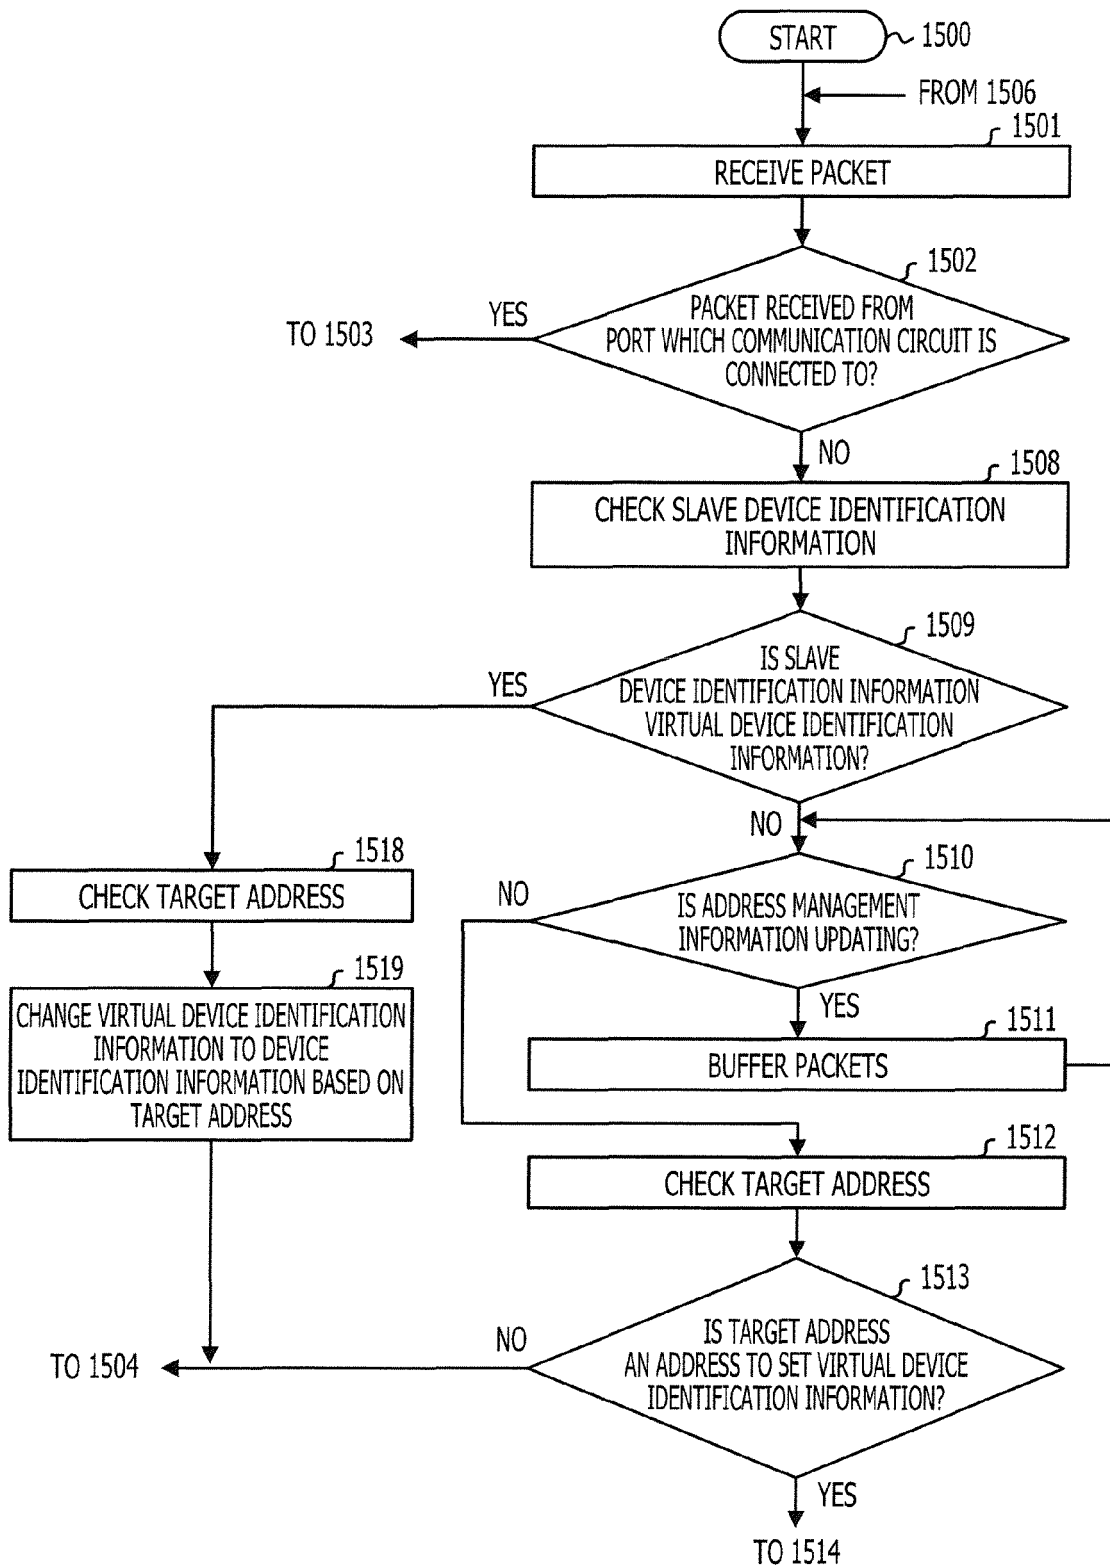 START
1500
FROM 1506
1501
RECEIVE PACKET
1502
PACKET RECEIVED FROM
PORT WHICH COMMUNICATION CIRCUIT IS
CONNECTED TO?
YES
TO 1503
NO
1508
CHECK SLAVE DEVICE IDENTIFICATION
INFORMATION
1509
IS SLAVE
DEVICE IDENTIFICATION INFORMATION
VIRTUAL DEVICE IDENTIFICATION
INFORMATION?
YES
NO
1518
CHECK TARGET ADDRESS
1519
CHANGE VIRTUAL DEVICE IDENTIFICATION
INFORMATION TO DEVICE
IDENTIFICATION INFORMATION BASED ON
TARGET ADDRESS
1510
IS ADDRESS MANAGEMENT
INFORMATION UPDATING?
NO
YES
1511
BUFFER PACKETS
1512
CHECK TARGET ADDRESS
1513
IS TARGET ADDRESS
AN ADDRESS TO SET VIRTUAL DEVICE
IDENTIFICATION INFORMATION?
NO
TO 1504
YES
TO 1514